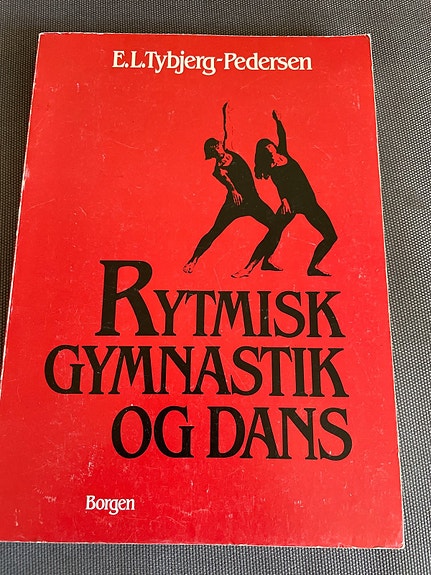 E.L.Tybjerg-Pedersen
RYTMISK
GYMNASTIK
OG DANS
Borgen